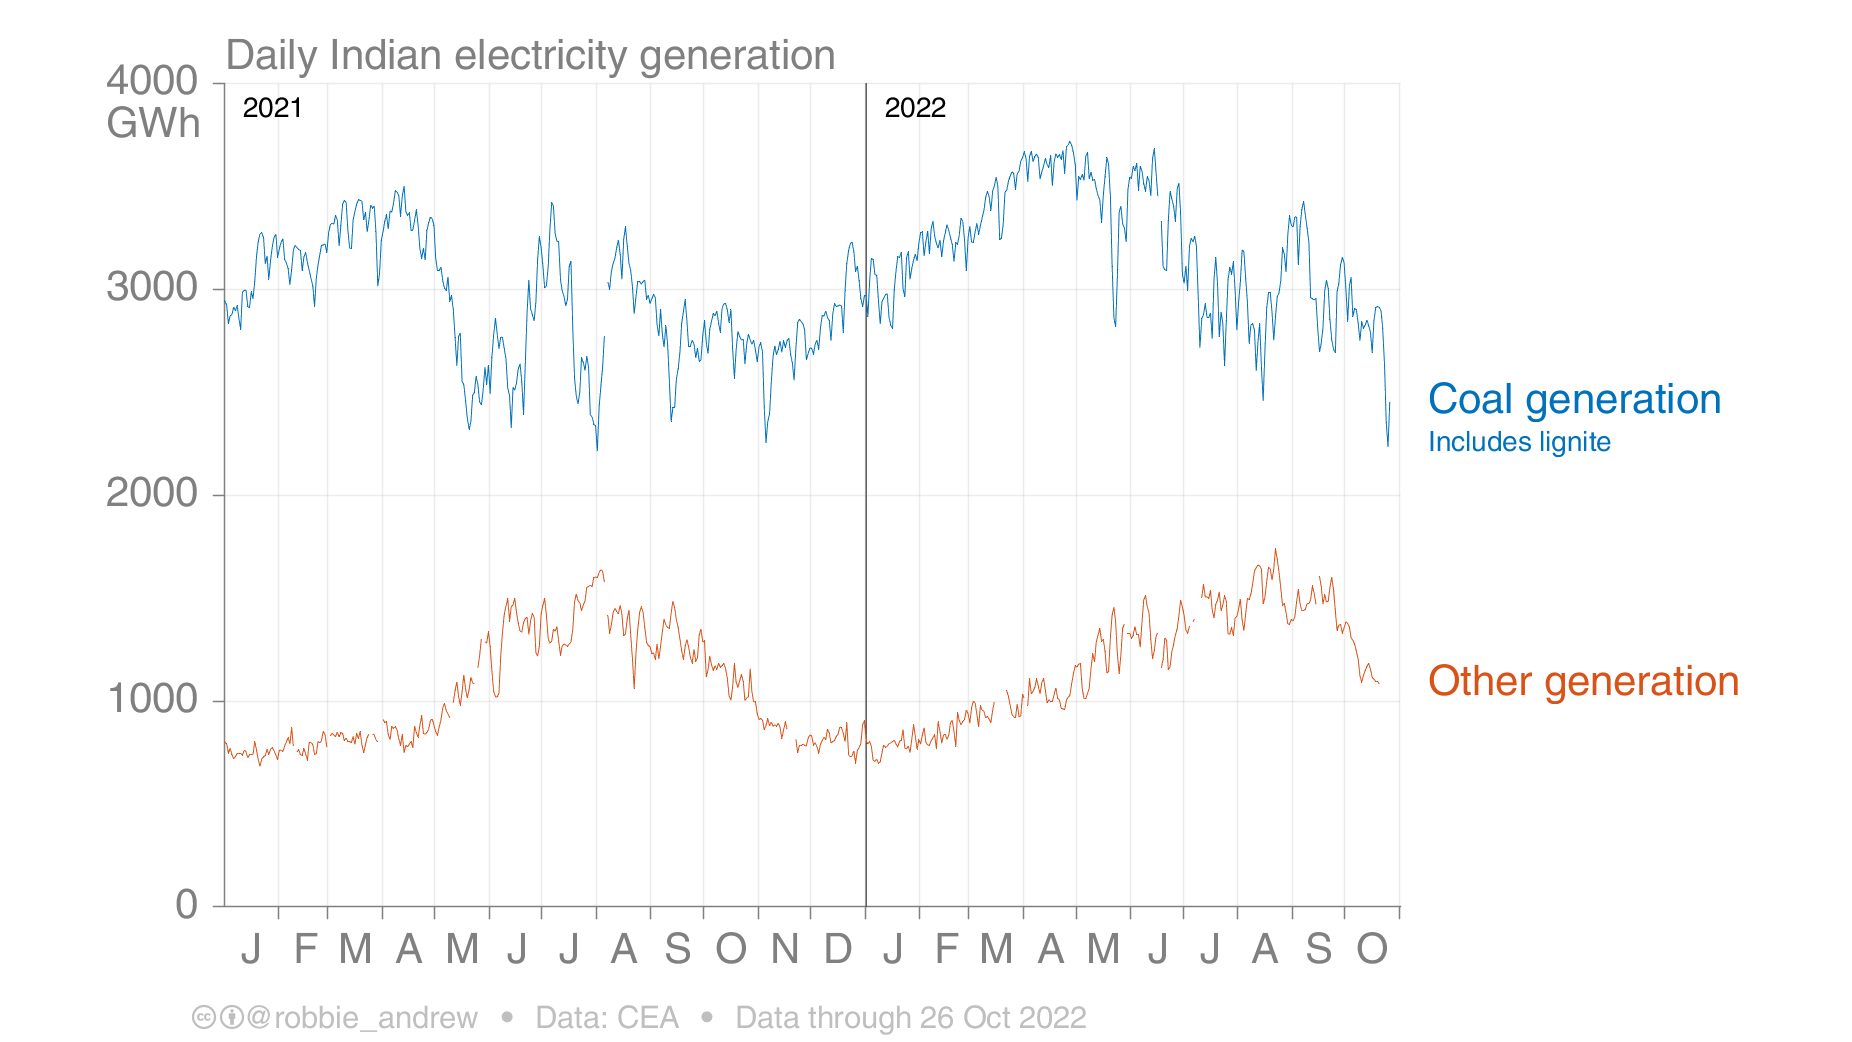 Daily Indian electricity generation
4000
GWh
2021
2022
3000
2000
1000
0
Coal generation
Includes lignite
Other generation
J F M A M J J A S O N D J F M A M J J A S O
cc @robbie_andrew • Data: CEA • Data through 26 Oct 2022